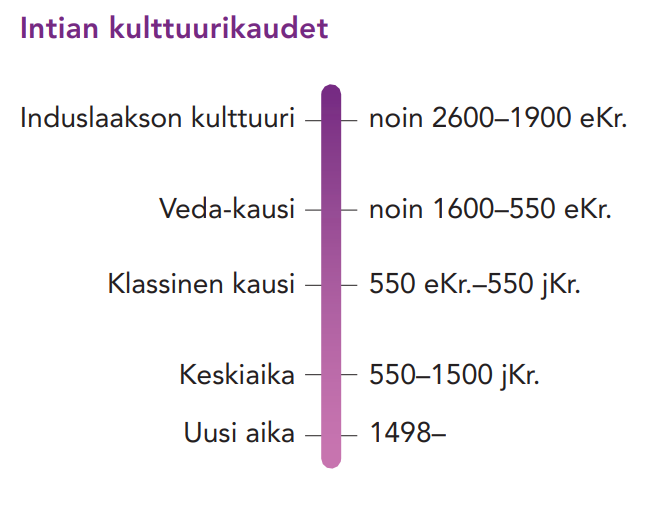 Intian kulttuurikaudet
Induslaakson kulttuuri noin 2600–1900 eKr.
Veda-kausi noin 1600–550 eKr.
Klassinen kausi 550 eKr.–550 jKr.
Keskiaika 550–1500 jKr.
Uusi aika 1498–